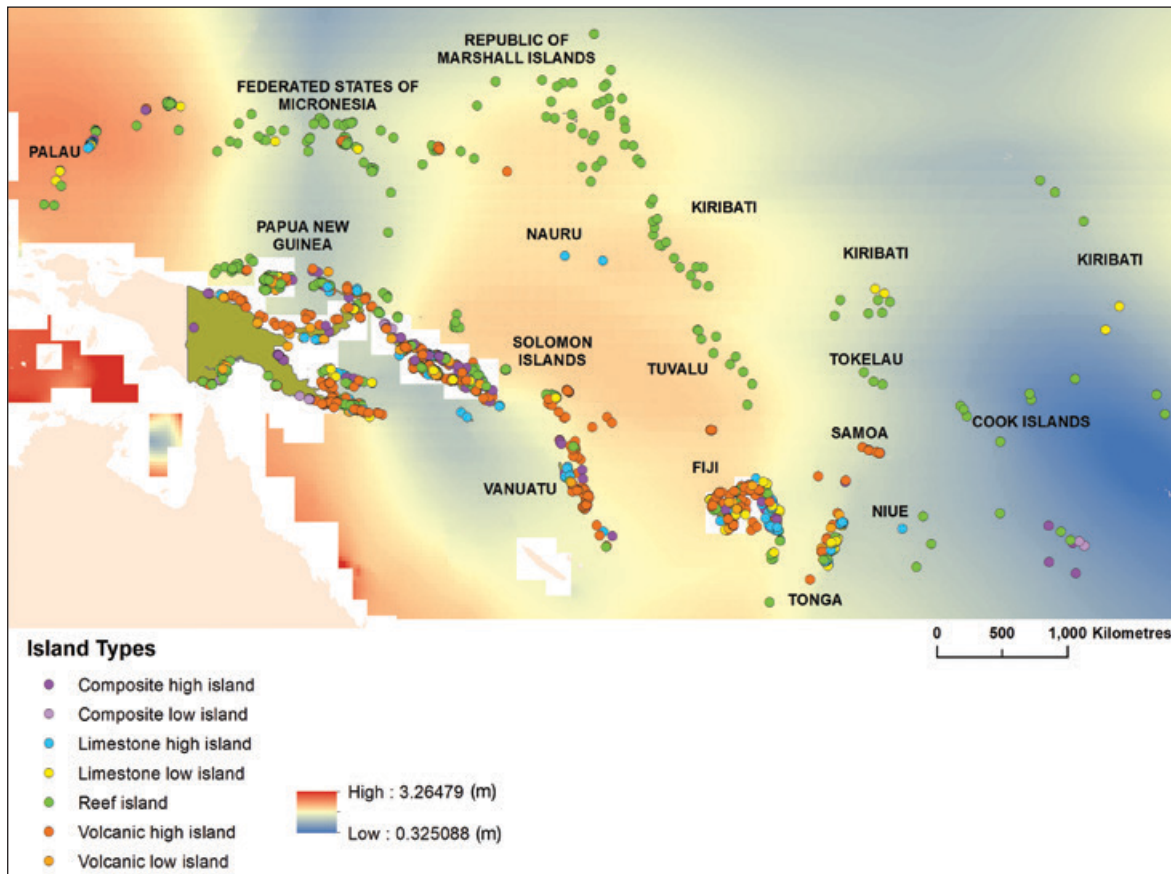 REPUBLIC OF
MARSHALL ISLANDS
FEDERATED STATES OF
MICRONESIA
PALAU
PAPUA NEW
GUINEA
NAURU
KIRIBATI
KIRIBATI
KIRIBATI
SOLOMON
ISLANDS
TUVALU
TOKELAU
COOK ISLANDS
SAMOA
VANUATU
FIJI
NIUE
TONGA
0 500 1,000 Kilometres
Island Types
Composite high island
Composite low island
Limestone high island
Limestone low island
Reef island
Volcanic high island
Volcanic low island
High : 3.26479 (m)
Low : 0.325088 (m)